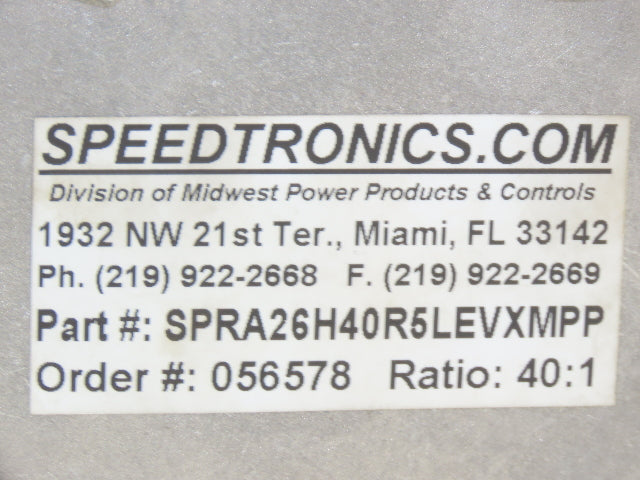 SPEEDTRONICS.COM
Division of Midwest Power Products & Controls
1932 NW 21st Ter., Miami, FL 33142
Ph. (219) 922-2668 F. (219) 922-2669
Part #: SPRA26H40R5LEVXMPP
Order #: 056578 Ratio: 40:1